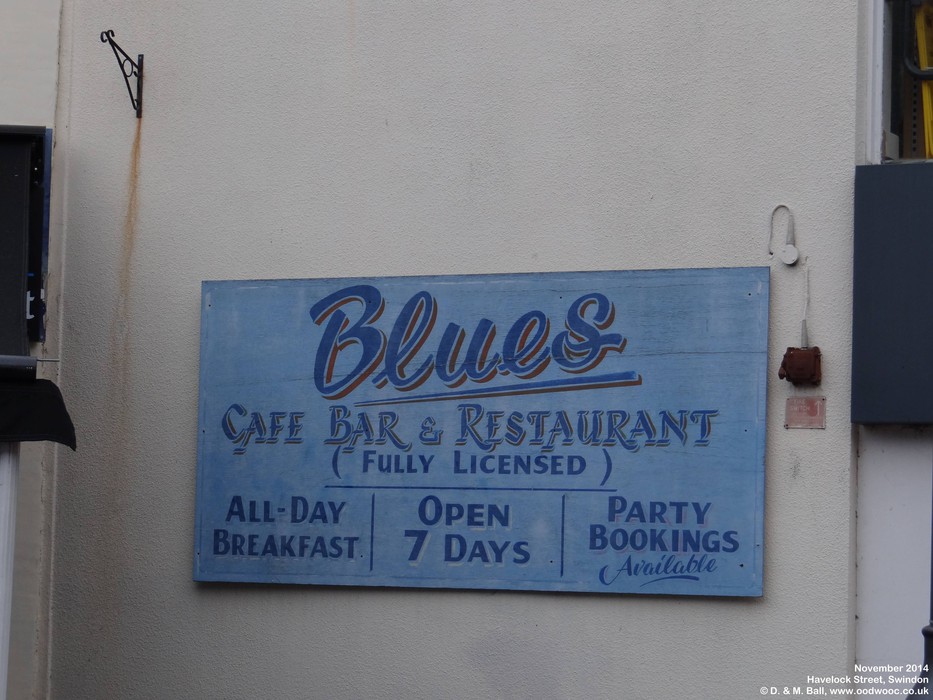 Blues
CAFE BAR & RESTAURANT
( FULLY LICENSED )
ALL-DAY
BREAKFAST
OPEN
7 DAYS
PARTY
BOOKINGS
Available
t
November 2014
Havelock Street, Swindon
© D. & M. Ball, www.oodwooc.co.uk